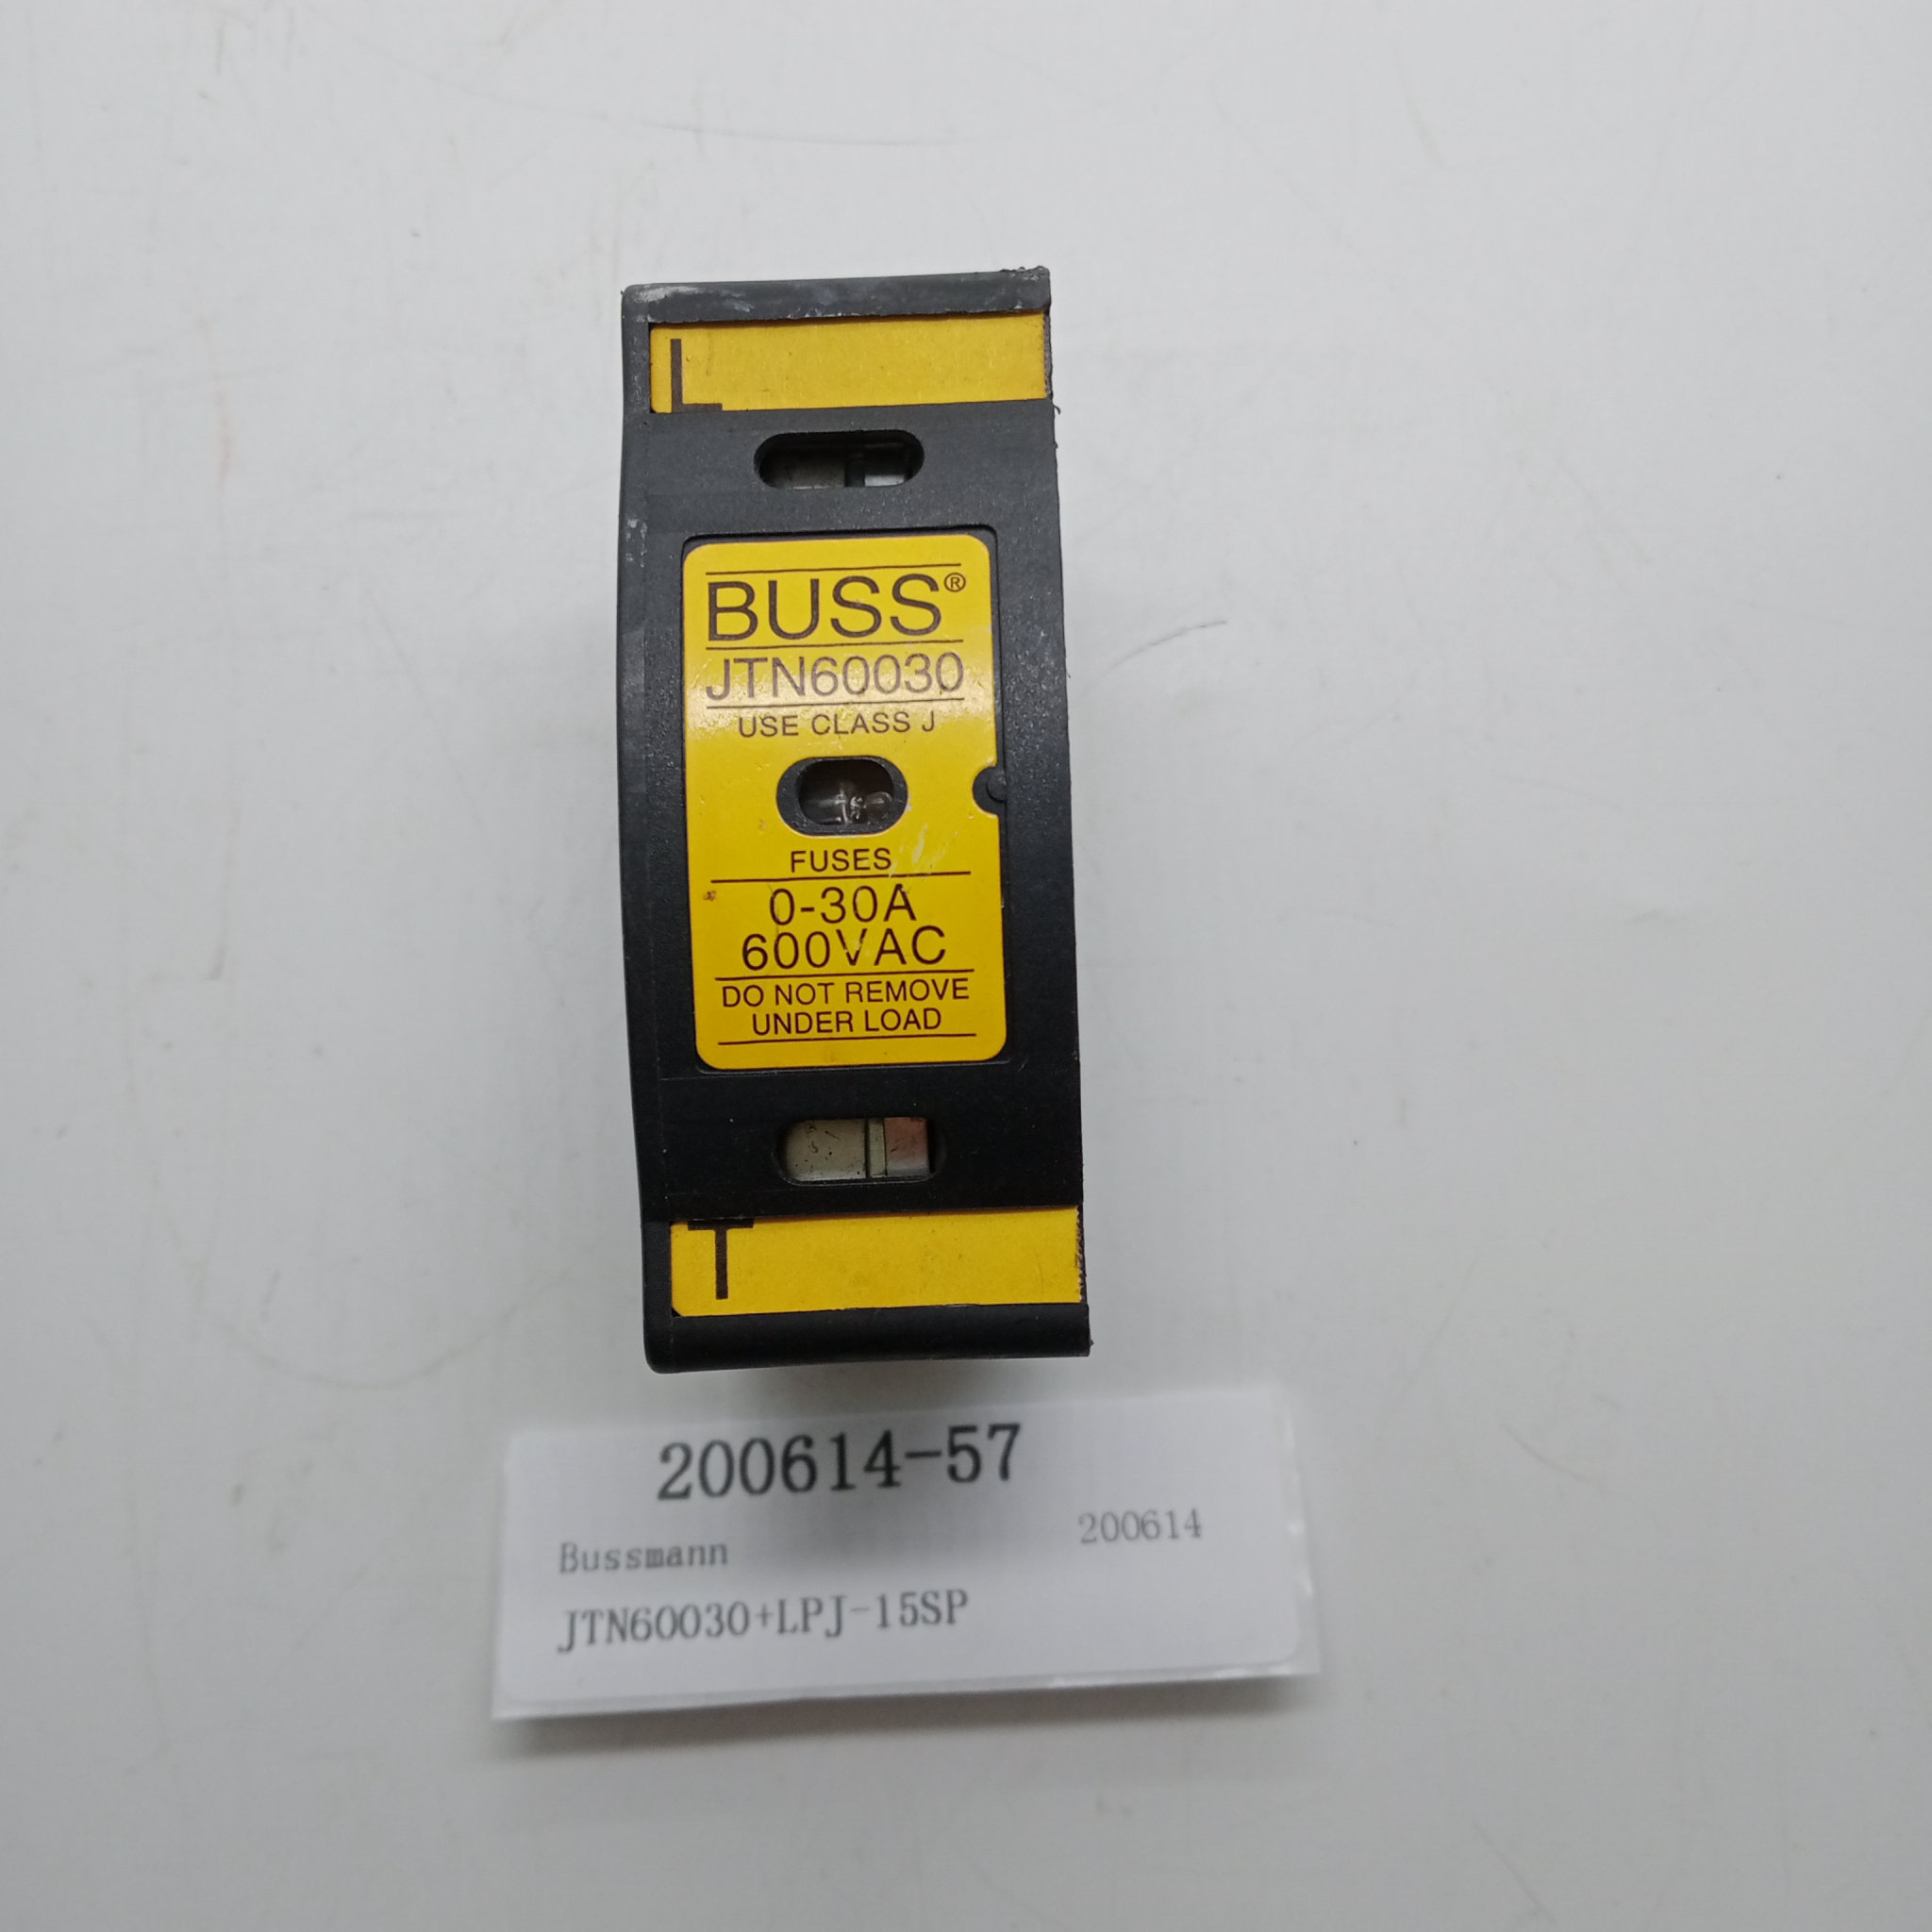 L
BUSS®
JTN60030
USE CLASS J
FUSES
0-30A
600VAC
DO NOT REMOVE
UNDER LOAD
T
200614-57
Bussmann 200614
JTN60030+LPJ-15SP